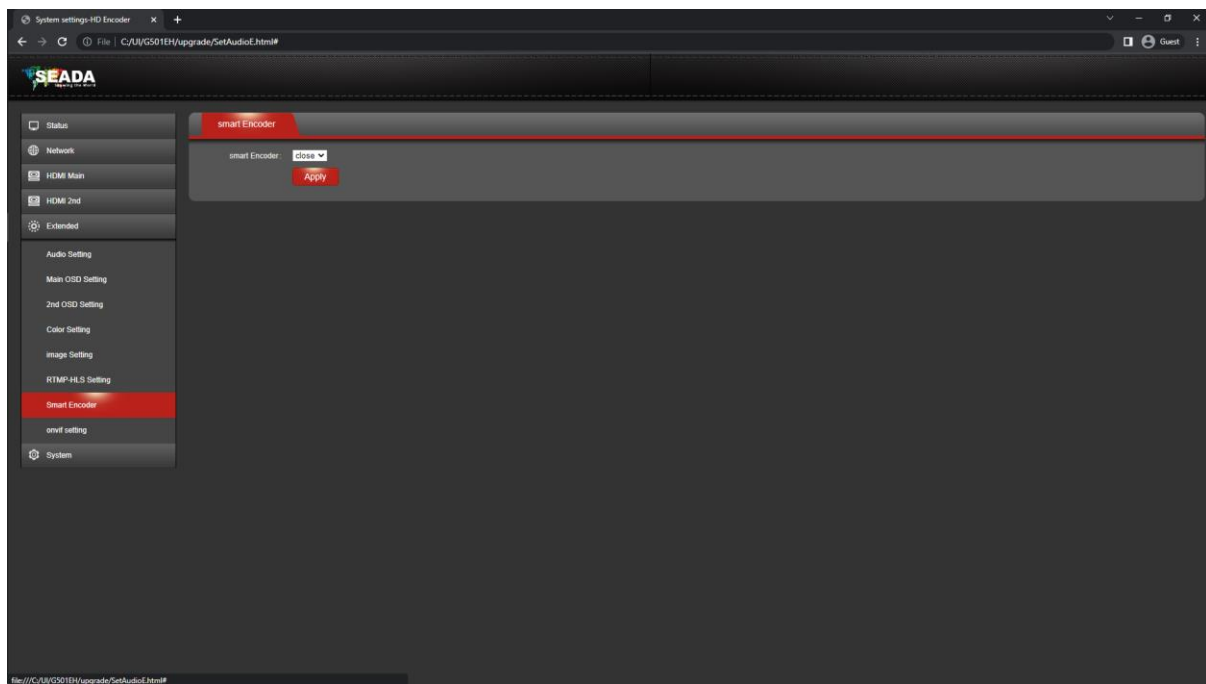 System settings-HD Encoder
File | C:/UI/G501EH/upgrade/SetAudioE.html#
Guest
SEADA
Status
smart Encoder
Network
smart Encoder: close
HDMI Main
Apply
HDMI 2nd
Extended
Audio Setting
Main OSD Setting
2nd OSD Setting
Color Setting
image Setting
RTMP-HLS Setting
Smart Encoder
onvif setting
System
file:///C:/UI/G501EH/upgrade/SetAudioE.html#